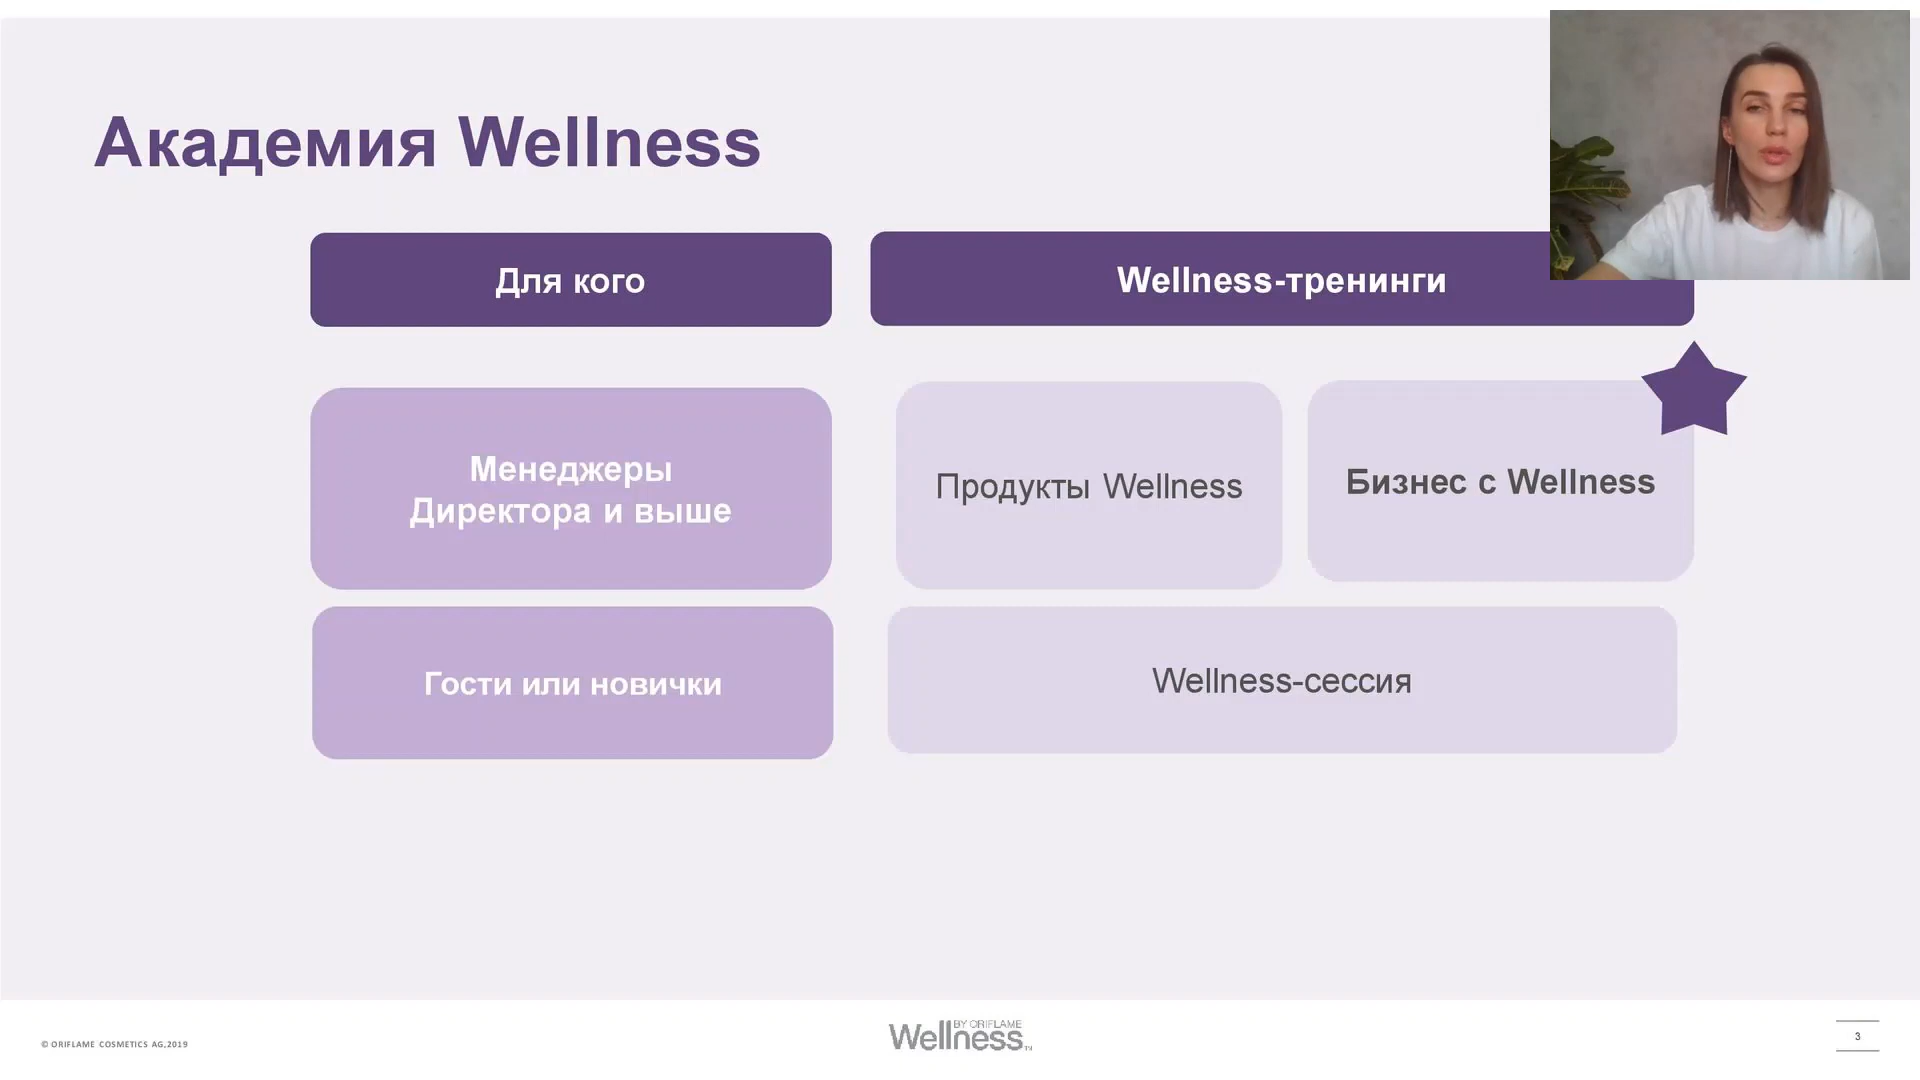 Академия Wellness
Для кого
Wellness-тренинги
Менеджеры
Директора и выше
Продукты Wellness
Бизнес с Wellness
Гости или новички
Wellness-сессия
© ORIFLAME COSMETICS AG,2019
BY ORIFLAME
Wellness™
3